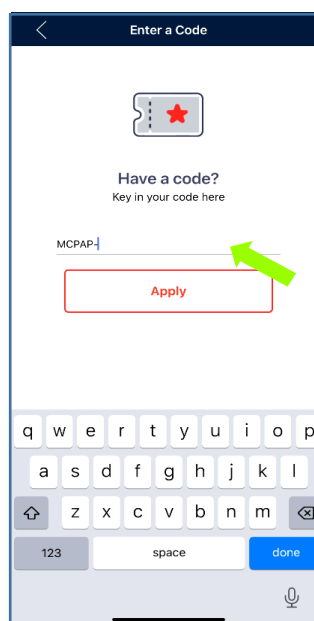 Enter a Code
Have a code?
Key in your code here
MCPAP-
Apply
q w e r t y u i o p
a s d f g h j k l
z x c v b n m
123 space done